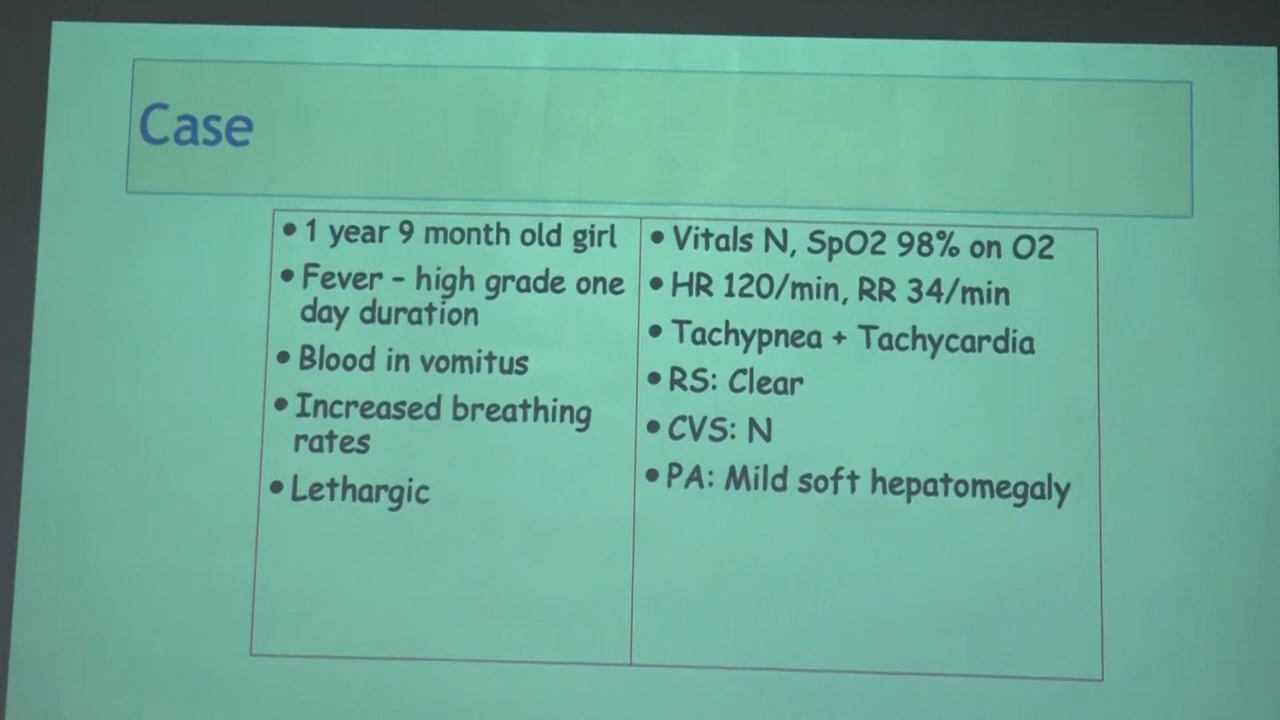 Case
• 1 year 9 month old girl
• Fever - high grade one
day duration
• Blood in vomitus
• Increased breathing
rates
• Lethargic
• Vitals N, SpO2 98% on O2
• HR 120/min, RR 34/min
• Tachypnea + Tachycardia
• RS: Clear
• CVS: N
• PA: Mild soft hepatomegaly